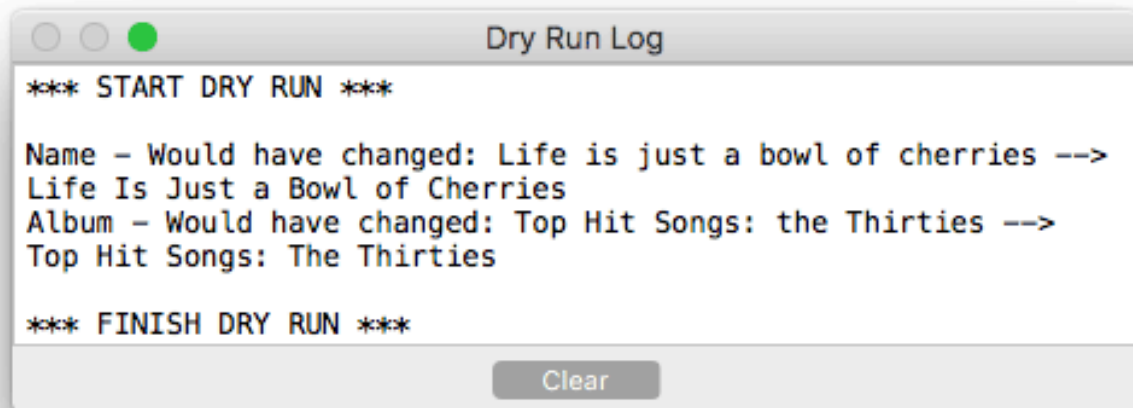 Dry Run Log
*** START DRY RUN ***
Name – Would have changed: Life is just a bowl of cherries -->
Life Is Just a Bowl of Cherries
Album – Would have changed: Top Hit Songs: the Thirties -->
Top Hit Songs: The Thirties
*** FINISH DRY RUN ***
Clear